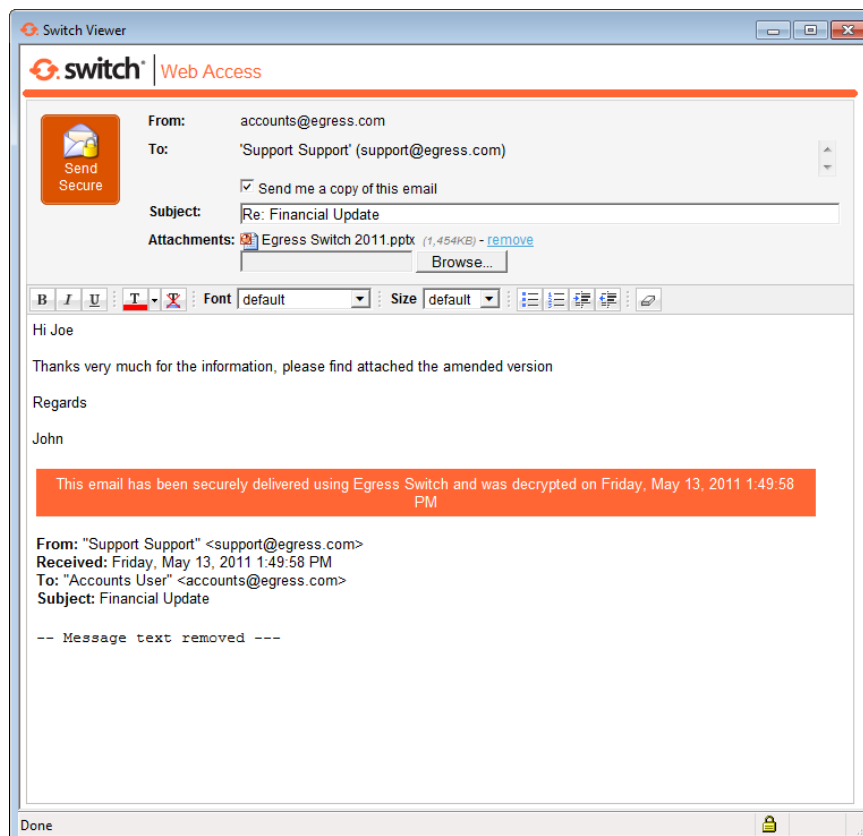 Switch Viewer
switch Web Access
Send
Secure
From: accounts@egress.com
To: 'Support Support' (support@egress.com)
Send me a copy of this email
Subject: Re: Financial Update
Attachments: Egress Switch 2011.pptx (1,454KB) - remove
Browse...
B I U T T Font default Size default
Hi Joe
Thanks very much for the information, please find attached the amended version
Regards
John
This email has been securely delivered using Egress Switch and was decrypted on Friday, May 13, 2011 1:49:58
PM
From: "Support Support" <support@egress.com>
Received: Friday, May 13, 2011 1:49:58 PM
To: "Accounts User" <accounts@egress.com>
Subject: Financial Update
-- Message text removed ---
Done